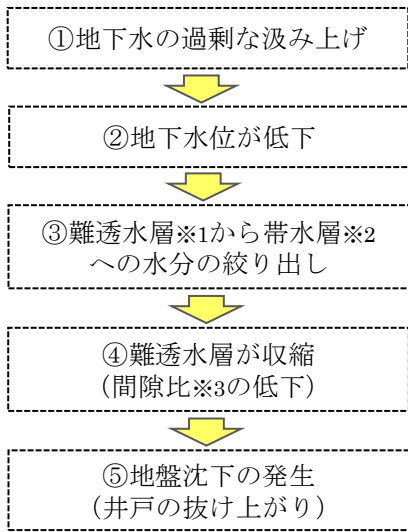 ①地下水の過剰な汲み上げ
②地下水位が低下
③難透水層※1から帯水層※2
への水分の絞り出し
④難透水層が収縮
（間隙比※3の低下）
⑤地盤沈下の発生
（井戸の抜け上がり）